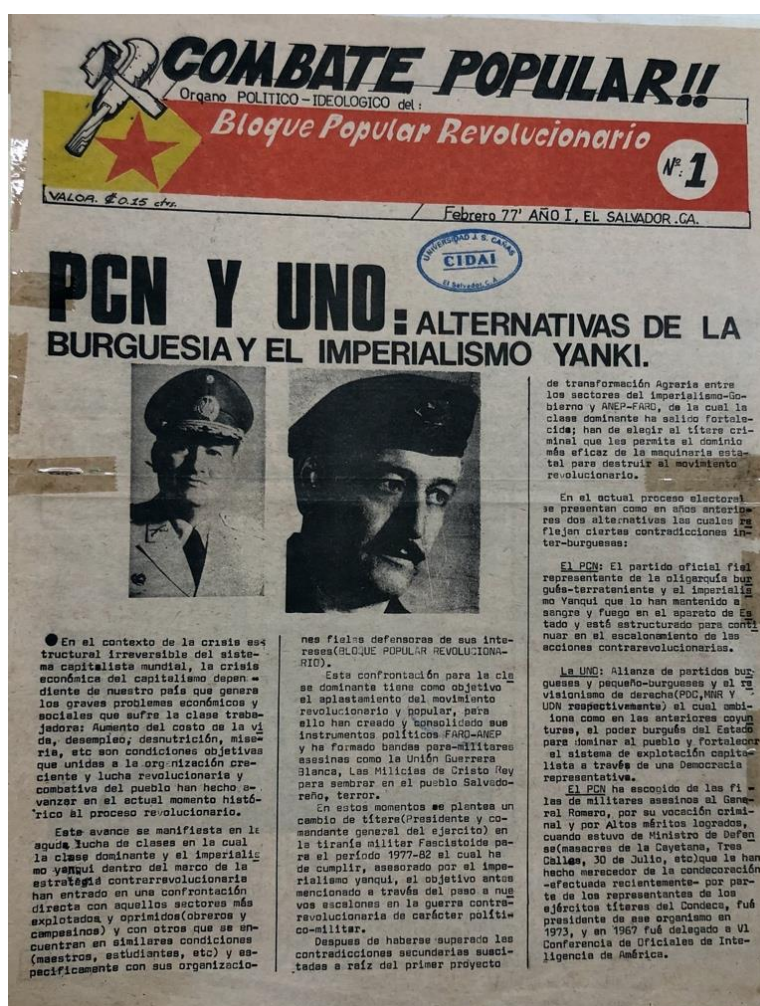 COMBATE POPULAR!!
Organo POLITICO-IDEOLOGICO del:
Bloque Popular Revolucionario
Nº: 1
VALOR. ₡0.15 ctvs.
Febrero 77' AÑO I, EL SALVADOR.CA.
UNIVERSIDAD J. S. CAÑAS
CIDAI
El Salvador, C. A.
PCN Y UNO: ALTERNATIVAS DE LA
BURGUESIA Y EL IMPERIALISMO YANKI.
En el contexto de la crisis es
tructural irreversible del siste-
ma capitalista mundial, la crisis
económica del capitalismo depen-
diente de nuestro país que genera
los graves problemas económicos y
sociales que sufre la clase traba-
jadora: Aumento del costo de la vi
da, desempleo; desnutrición, mise-
ria, etc son condiciones objetivas
que unidas a la organización cre-
ciente y lucha revolucionaria y
combativa del pueblo han hecho a-
vanzar en el actual momento histó-
rico al proceso revolucionario.
Este avance se manifiesta en la
aguda lucha de clases en la cual
la clase dominante y el imperialis
mo yanqui dentro del marco de la
estratégia contrarrevolucionaria
han entrado en una confrontación
directa con aquellos sectores más
explotados y oprimidos(obreros y
campesinos) y con otros que se en-
cuentran en similares condiciones
(maestros, estudiantes, etc) y es-
pecíficamente con sus organizacio-
nes fieles defensoras de sus inte-
reses(BLOQUE POPULAR REVOLUCIONA-
RIO).
Esta confrontación para la cla
se dominante tiene como objetivo
el aplastamiento del movimiento
revolucionario y popular, para
ello han creado y consolidado sus
instrumentos políticos FARO-ANEP
y ha formado bandas para-militares
asesinas como la Unión Guerrera
Blanca, Las Milicias de Cristo Rey
para sembrar en el pueblo Salvado-
reño, terror.
En estos momentos se plantea un
cambio de títere(Presidente y co-
mandante general del ejercito) en
la tiranía militar Fascistoide pa-
ra el período 1977-82 el cual ha
de cumplir, asesorado por el impe-
rialismo yanqui, el objetivo antes
mencionado a través del paso a nue
vos escalones en la guerra contra-
revolucionaria de carácter políti-
co-militar.
Despues de haberse superado las
contradicciones secundarias susci-
tadas a raíz del primer proyecto
de transformación Agraria entre
los sectores del imperialismo-Go-
bierno y ANEP-FARO, de la cual la
clase dominante ha salido fortale-
cida; han de elegir al títere cri-
minal que les permita el dominio
más eficaz de la maquinaria esta-
tal para destruir al movimiento
revolucionario.
En el actual proceso electoral
se presentan como en años anterio-
res dos alternativas las cuales re
flejan ciertas contradicciones in-
ter-burguesas:
El PCN: El partido oficial fiel
representante de la oligarquía bur
gués-terrateniente y el imperialis
mo Yanqui que lo han mantenido a
sangre y fuego en el aparato de Es
tado y está estructurado para conti
nuar en el escalonamiento de las
acciones contrarevolucionarias.
La UNO: Alianza de partidos bur-
gueses y pequeño-burgueses y el re
visionismo de derecha(PDC,MNR Y
UDN respectivamente) el cual ambi-
ciona como en las anteriores coyun
turas, el poder burgués del Estado
para dominar al pueblo y fortalecer
el sistema de explotación capita-
lista a través de una Democracia
representativa.
El PCN ha escogido de las fi-
las de militares asesinos al Gene
ral Romero, por su vocación crimi-
nal y por Altos méritos logrados,
cuando estuvo de Ministro de Defen
se(masacres de la Cayetana, Tres
Calles, 30 de Julio, etc)que le han
hecho merecedor de la condecoración
-efectuada recientemente- por par-
te de los representantes de los
ejércitos títeres del Condeca, fué
presidente de ese organismo en
1973, y en 1967 fué delegado a VI
Conferencia de Oficiales de Inte-
ligencia de América.